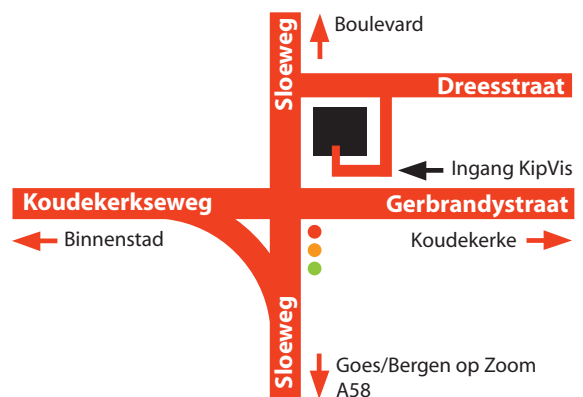 Boulevard
Sloeweg
Dreesstraat
Ingang KipVis
Koudekerkseweg
Gerbrandystraat
Binnenstad
Koudekerke
Sloeweg
Goes/Bergen op Zoom
A58